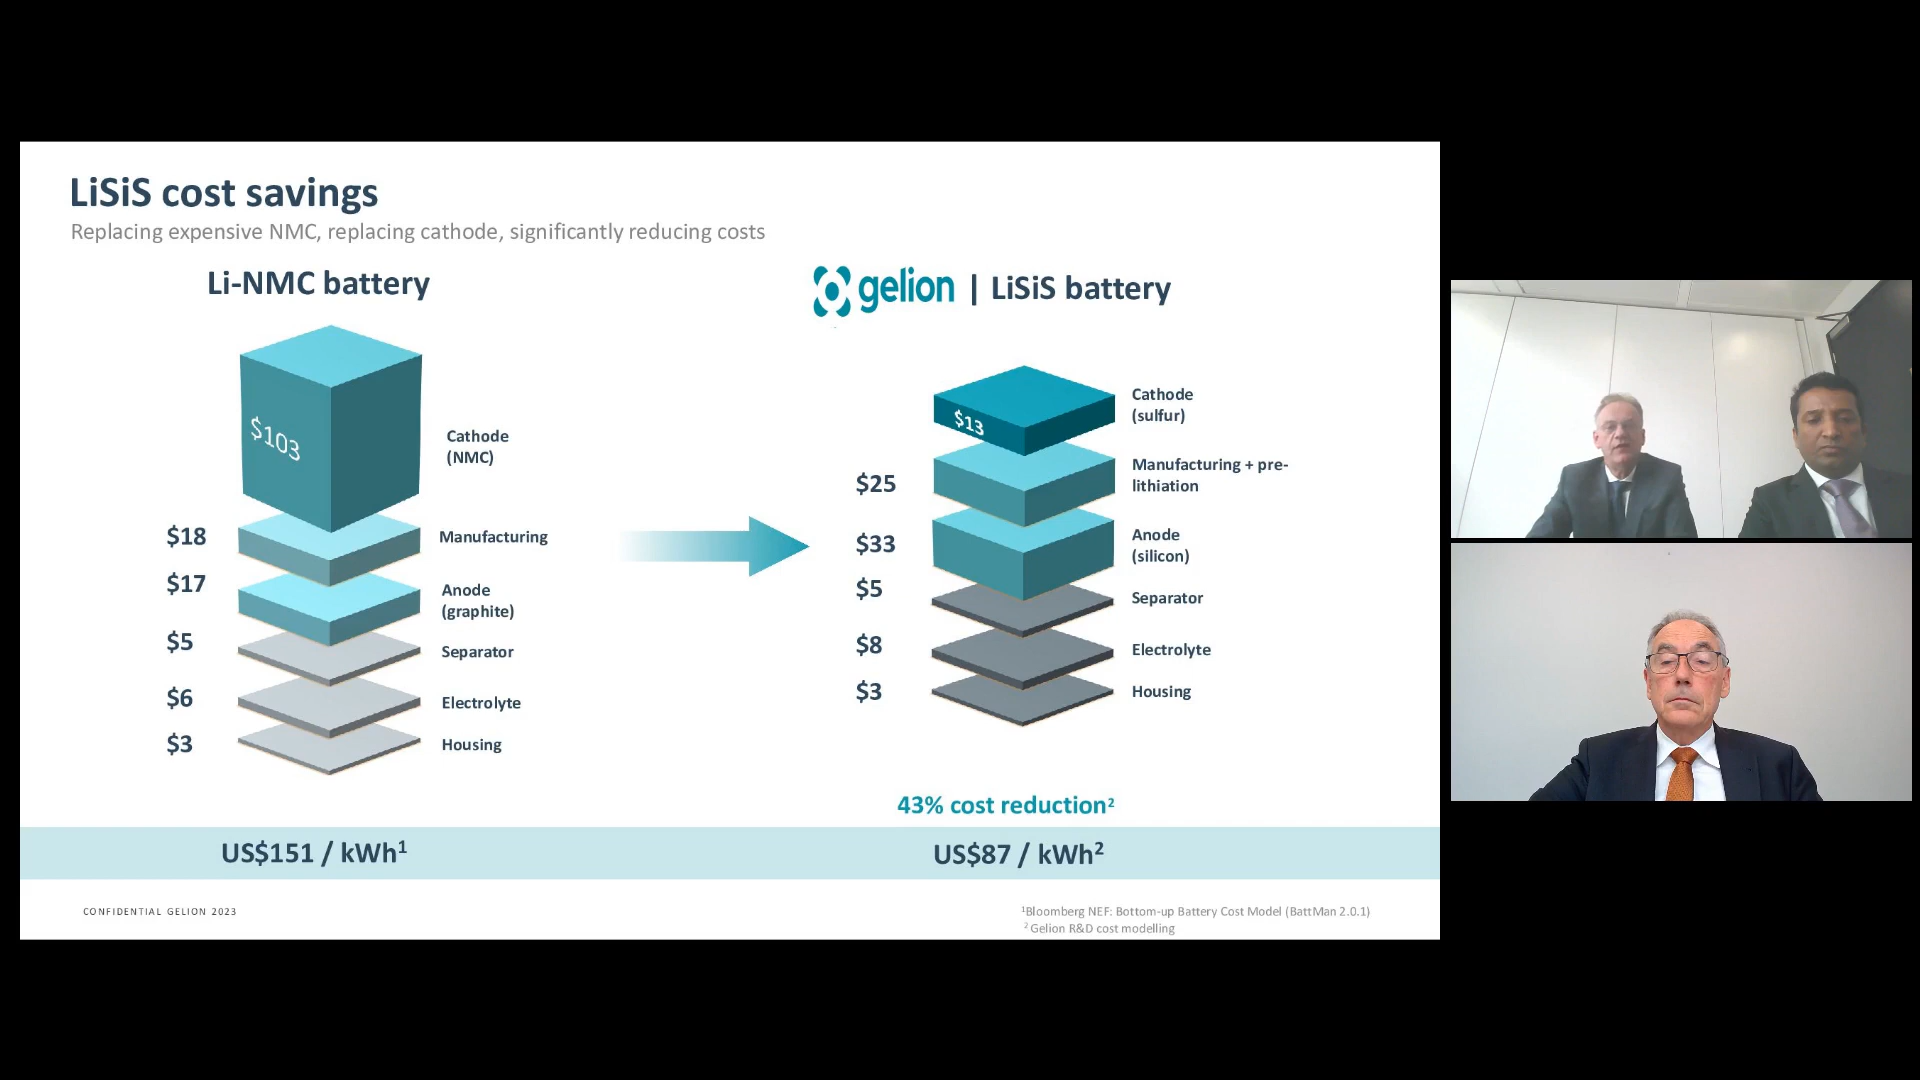 LiSiS cost savings
Replacing expensive NMC, replacing cathode, significantly reducing costs
Li-NMC battery
$103
Cathode
(NMC)
$18
Manufacturing
$17
Anode
(graphite)
$5
Separator
$6
Electrolyte
$3
Housing
gelion | LiSiS battery
$13
Cathode
(sulfur)
$25
Manufacturing + pre-
lithiation
$33
Anode
(silicon)
$5
Separator
$8
Electrolyte
$3
Housing
43% cost reduction²
US$151 / kWh¹
US$87 / kWh²
CONFIDENTIAL GELION 2023
¹Bloomberg NEF: Bottom-up Battery Cost Model (BattMan 2.0.1)
² Gelion R&D cost modelling